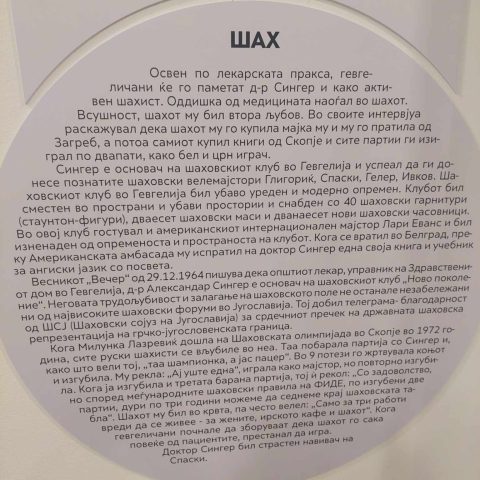 ШАХ
Освен по лекарската пракса, гевге-
личани ќе го паметат д-р Сингер и како акти-
вен шахист. Оддишка од медицината наоѓал во шахот.
Всушност, шахот му бил втора љубов. Во своите интервјуа
раскажувал дека шахот му го купила мајка му и му го пратила од
Загреб, а потоа самиот купил книги од Скопје и сите партии ги изи-
грал по двапати, како бел и црн играч.
Сингер е основач на шаховскиот клуб во Гевгелија и успеал да ги до-
несе познатите шаховски велемајстори Глигориќ, Спаски, Гелер, Ивков. Ша-
ховскиот клуб во Гевгелија бил убаво уреден и модерно опремен. Клубот бил
сместен во пространи и убави простории и снабден со 40 шаховски гарнитури
(стаунтон-фигури), дваесет шаховски маси и дванаесет нови шаховски часовници.
Во овој клуб гостувал и американскиот интернационален мајстор Лари Еванс и бил
изненаден од опременоста и пространоста на клубот. Кога се вратил во Белград, пре-
ку Американската амбасада му испратил на доктор Сингер една своја книга и учебник
за ангиски јазик со посвета.
Весникот „Вечер" од 29.12.1964 пишува дека општиот лекар, управник на Здравствени-
от дом во Гевгелија, д-р Александар Сингер е основач на шаховскиот клуб „Ново поколе-
ние". Неговата трудољубивост и залагање на шаховското поле не останале незабележани
ни од највисоките шаховски форуми во Југославија. Тој добил телеграма- благодарност
од ШСЈ (Шаховски сојуз на Југославија) за срдечниот пречек на државната шаховска
репрезентација на грчко-југословенската граница.
Кога Милунка Лазревиќ дошла на Шаховската олимпијада во Скопје во 1972 го-
дина, сите руски шахисти се вљубиле во неа. Таа побарала партија со Сингер и,
како што вели тој, „таа шампионка, а јас пацер". Во 9 потези го жртвувала коњот
и изгубила. Му рекла: „Ај уште една", играла како мајстор, но повторно изгуби-
ла. Кога ја изгубила и третата барана партија, тој ѝ рекол: „Со задоволство,
но според меѓународните шаховски правила на ФИДЕ, по изгубени две
партии, дури по три години можеме да седнеме крај шаховската та-
бла". Шахот му бил во крвта, па често велел: „Само за три работи
вреди да се живее - за жените, ирското кафе и шахот". Кога
гевгеличани почнале да зборуваат дека шахот го сака
повеќе од пациентите, престанал да игра.
Доктор Сингер бил страстен навивач на
Спаски.